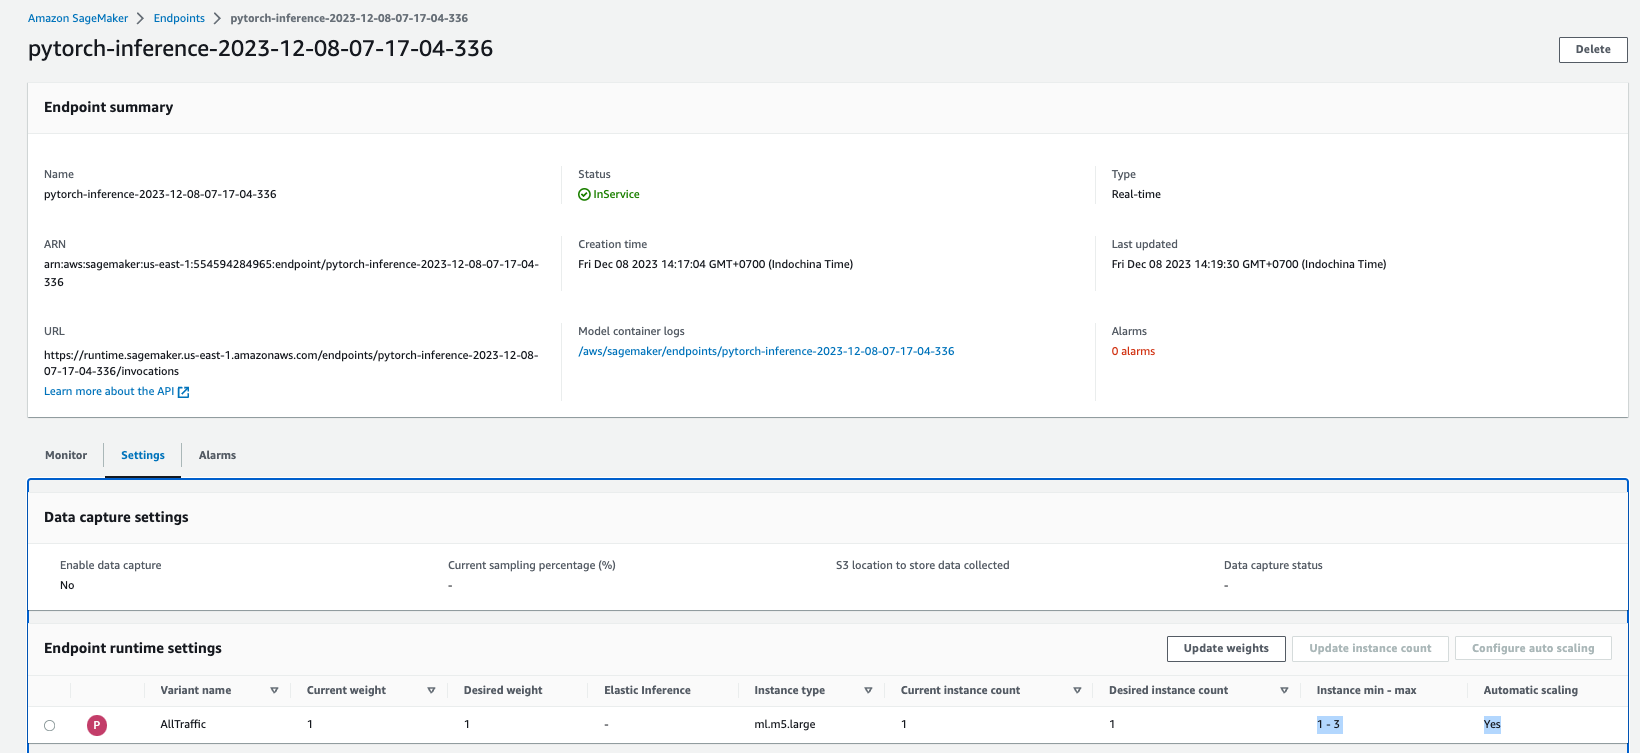 Amazon SageMaker > Endpoints > pytorch-inference-2023-12-08-07-17-04-336
pytorch-inference-2023-12-08-07-17-04-336
Delete
Endpoint summary
Name
pytorch-inference-2023-12-08-07-17-04-336
Status
InService
Type
Real-time
ARN
arn:aws:sagemaker:us-east-1:554594284965:endpoint/pytorch-inference-2023-12-08-07-17-04-
336
Creation time
Fri Dec 08 2023 14:17:04 GMT+0700 (Indochina Time)
Last updated
Fri Dec 08 2023 14:19:30 GMT+0700 (Indochina Time)
URL
https://runtime.sagemaker.us-east-1.amazonaws.com/endpoints/pytorch-inference-2023-12-08-
07-17-04-336/invocations
Learn more about the API
Model container logs
/aws/sagemaker/endpoints/pytorch-inference-2023-12-08-07-17-04-336
Alarms
0 alarms
Monitor Settings Alarms
Data capture settings
Enable data capture Current sampling percentage (%) S3 location to store data collected Data capture status
No - -
Endpoint runtime settings Update weights Update instance count Configure auto scaling
Variant name Current weight Desired weight Elastic Inference Instance type Current instance count Desired instance count Instance min - max Automatic scaling
P AllTraffic 1 1 - ml.m5.large 1 1 1 - 3 Yes